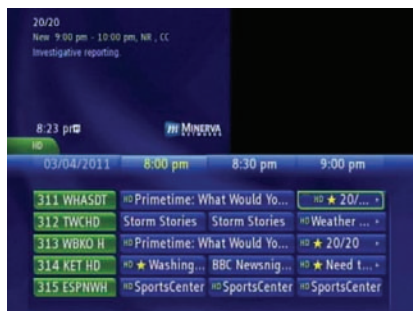 20/20
New 9:00 pm - 10:00 pm, NR , CC
Investigative reporting.
8:23 pm
m MINERVA
HD
03/04/2011 8:00 pm 8:30 pm 9:00 pm
311 WHASDT HD Primetime: What Would Yo... HD ★ 20/...
312 TWCHD Storm Stories Storm Stories HD Weather ...
313 WBKO H HD Primetime: What Would Yo... HD ★ 20/20
314 KET HD HD ★ Washing... BBC Newsnig... HD ★ Need t...
315 ESPNWH HD SportsCenter HD SportsCenter HD SportsCenter